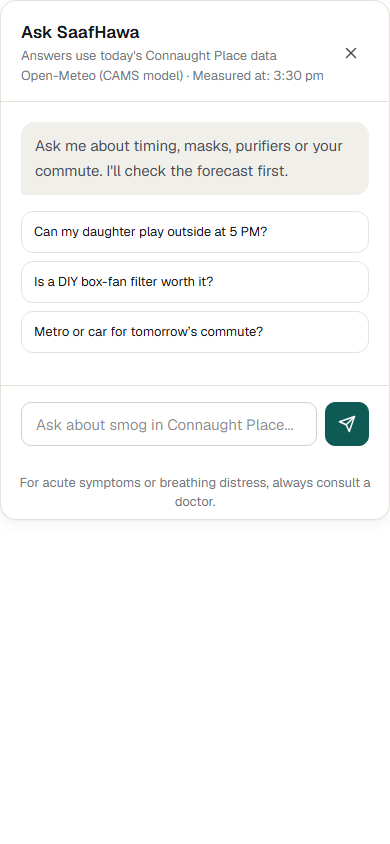 Ask SaafHawa
Answers use today's Connaught Place data
Open-Meteo (CAMS model) · Measured at: 3:30 pm
Ask me about timing, masks, purifiers or your
commute. I'll check the forecast first.
Can my daughter play outside at 5 PM?
Is a DIY box-fan filter worth it?
Metro or car for tomorrow's commute?
Ask about smog in Connaught Place...
For acute symptoms or breathing distress, always consult a
doctor.